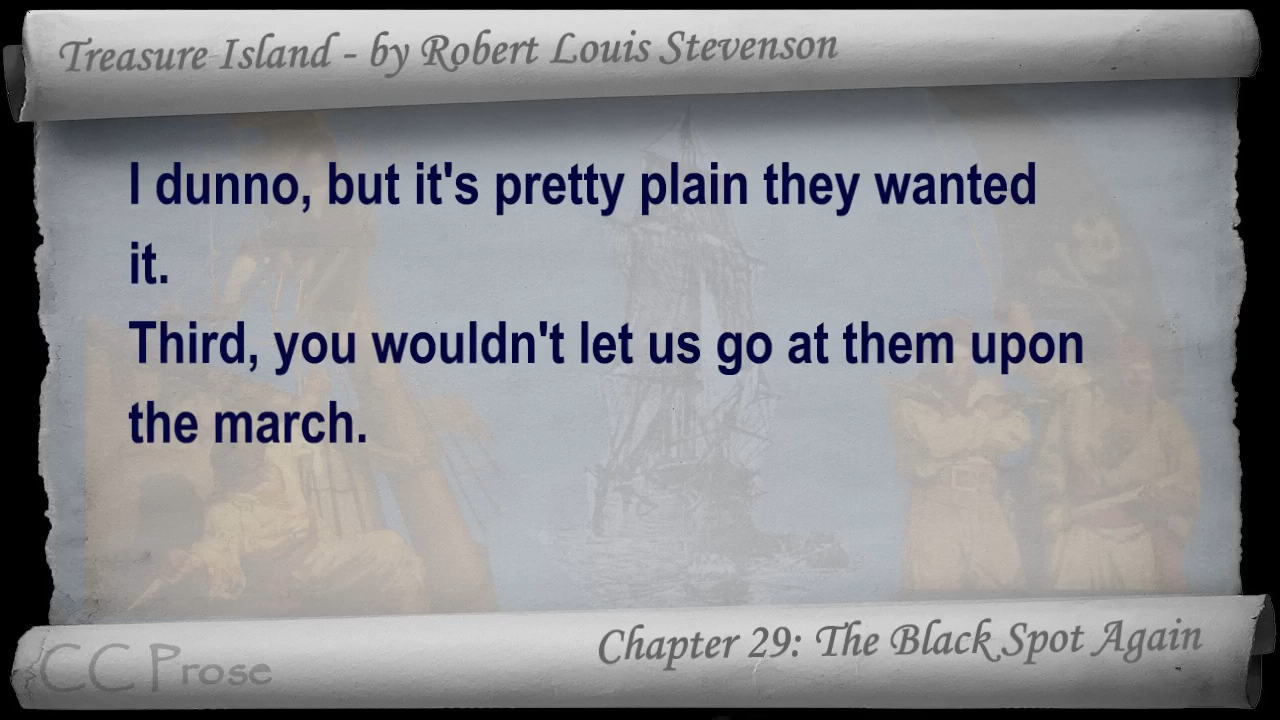 Treasure Island - by Robert Louis Stevenson
I dunno, but it's pretty plain they wanted
it.
Third, you wouldn't let us go at them upon
the march.
Chapter 29: The Black Spot Again
CC Prose